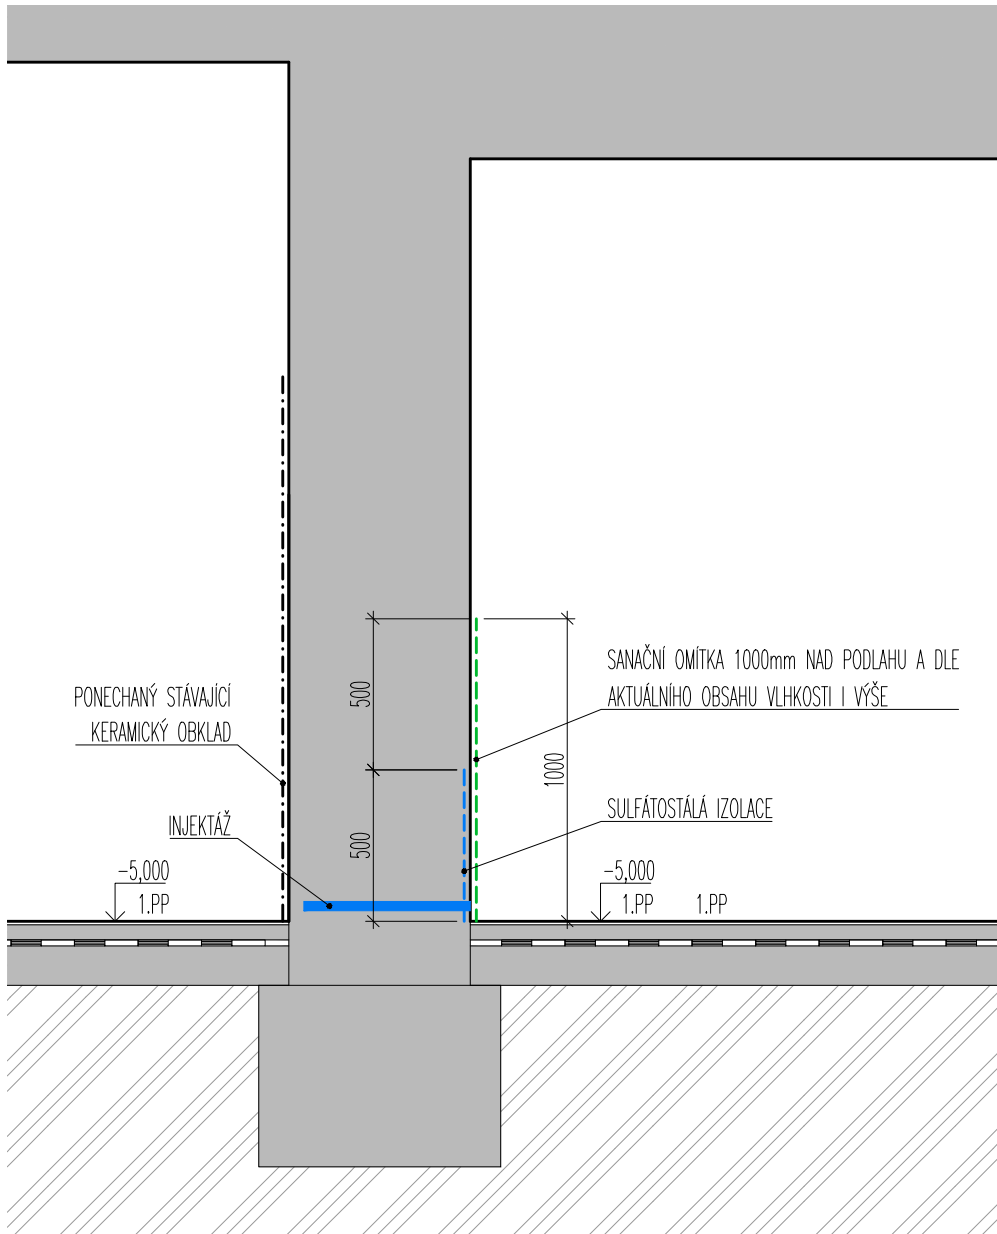 SANAČNÍ OMÍTKA 1000mm NAD PODLAHU A DLE
AKTUÁLNÍHO OBSAHU VLHKOSTI I VÝŠE
PONECHANÝ STÁVAJÍCÍ
KERAMICKÝ OBKLAD
500
1000
SULFÁTOSTÁLÁ IZOLACE
INJEKTÁŽ
500
-5,000
1.PP
-5,000
1.PP 1.PP